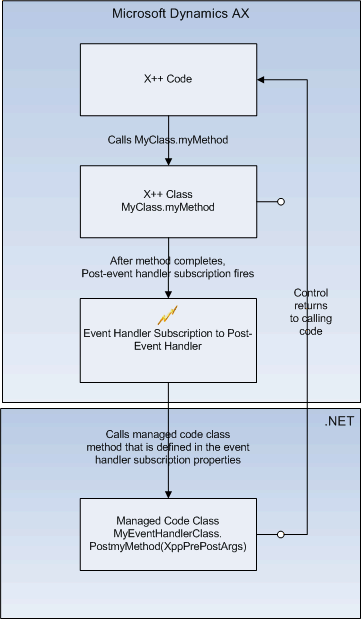 Microsoft Dynamics AX
X++ Code
Calls MyClass.myMethod
X++ Class
MyClass.myMethod
After method completes,
Post-event handler subscription fires
Control
returns
to calling
code
Event Handler Subscription to Post-
Event Handler
.NET
Calls managed code class
method that is defined in the event
handler subscription properties
Managed Code Class
MyEventHandlerClass.
PostmyMethod(XppPrePostArgs)